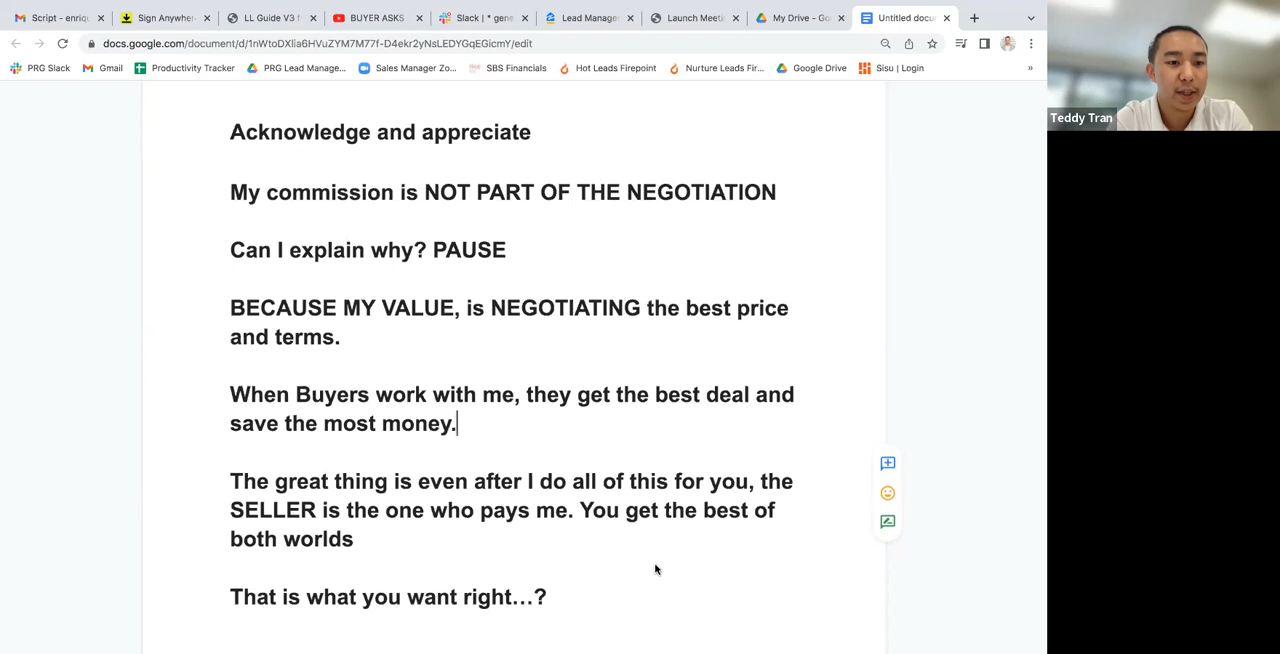 Script - enriq
Sign Anywher
LL Guide V3 f
BUYER ASKS
Slack | * gene
Lead Manage
Launch Meeti
My Drive - Go
Untitled docu
docs.google.com/document/d/1nWtoDXlia6HVuZYM7M77f-D4ekr2yNsLEDYGqEGicmY/edit
PRG Slack
Gmail
Productivity Tracker
PRG Lead Manage...
Sales Manager Zo...
SBS Financials
Hot Leads Firepoint
Nurture Leads Fir...
Google Drive
Sisu | Login
»
Teddy Tran
Acknowledge and appreciate
My commission is NOT PART OF THE NEGOTIATION
Can I explain why? PAUSE
BECAUSE MY VALUE, is NEGOTIATING the best price
and terms.
When Buyers work with me, they get the best deal and
save the most money.
The great thing is even after I do all of this for you, the
SELLER is the one who pays me. You get the best of
both worlds
That is what you want right...?